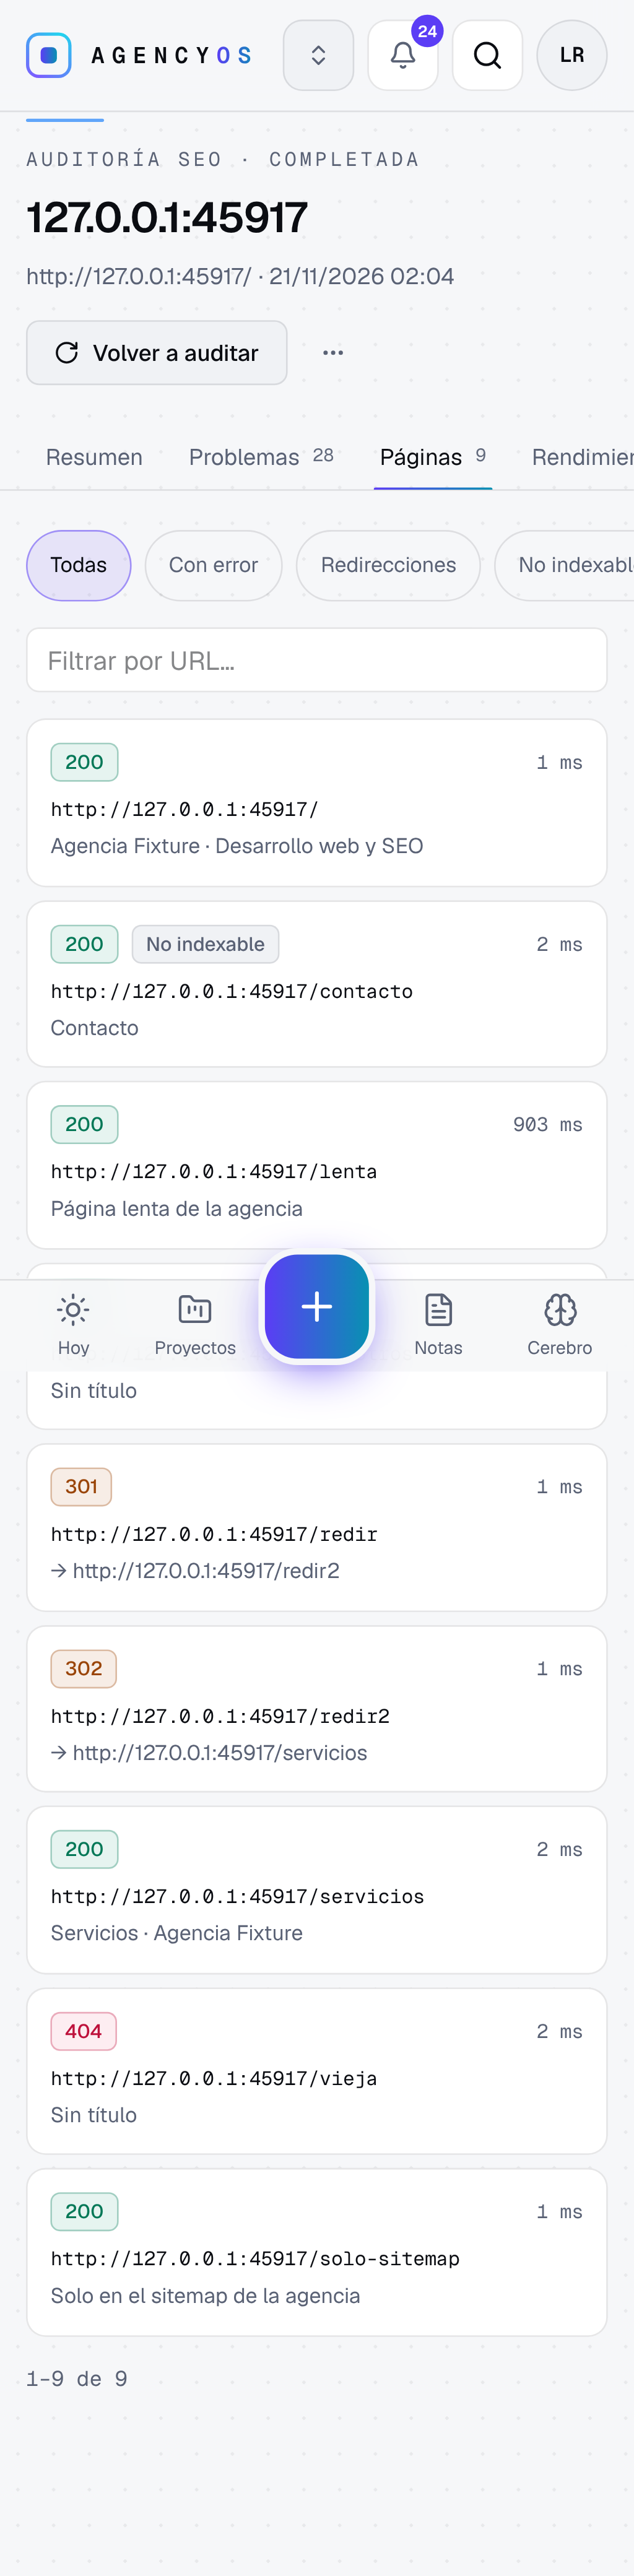 AGENCYOS
24
LR
AUDITORÍA SEO · COMPLETADA
127.0.0.1:45917
http://127.0.0.1:45917/ · 21/11/2026 02:04
Volver a auditar
Resumen Problemas 28 Páginas 9 Rendimier
Todas Con error Redirecciones No indexabl
Filtrar por URL...
200 1 ms
http://127.0.0.1:45917/
Agencia Fixture · Desarrollo web y SEO
200 No indexable 2 ms
http://127.0.0.1:45917/contacto
Contacto
200 903 ms
http://127.0.0.1:45917/lenta
Página lenta de la agencia
Hoy Proyectos Notas Cerebro
Sin título
301 1 ms
http://127.0.0.1:45917/redir
→ http://127.0.0.1:45917/redir2
302 1 ms
http://127.0.0.1:45917/redir2
→ http://127.0.0.1:45917/servicios
200 2 ms
http://127.0.0.1:45917/servicios
Servicios · Agencia Fixture
404 2 ms
http://127.0.0.1:45917/vieja
Sin título
200 1 ms
http://127.0.0.1:45917/solo-sitemap
Solo en el sitemap de la agencia
1–9 de 9